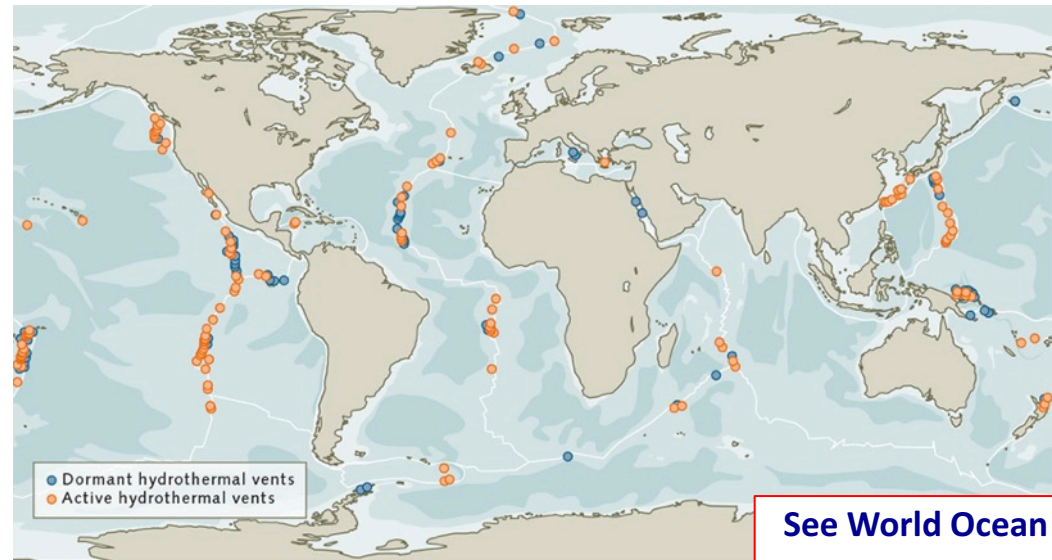 Dormant hydrothermal vents
Active hydrothermal vents
See World Ocean